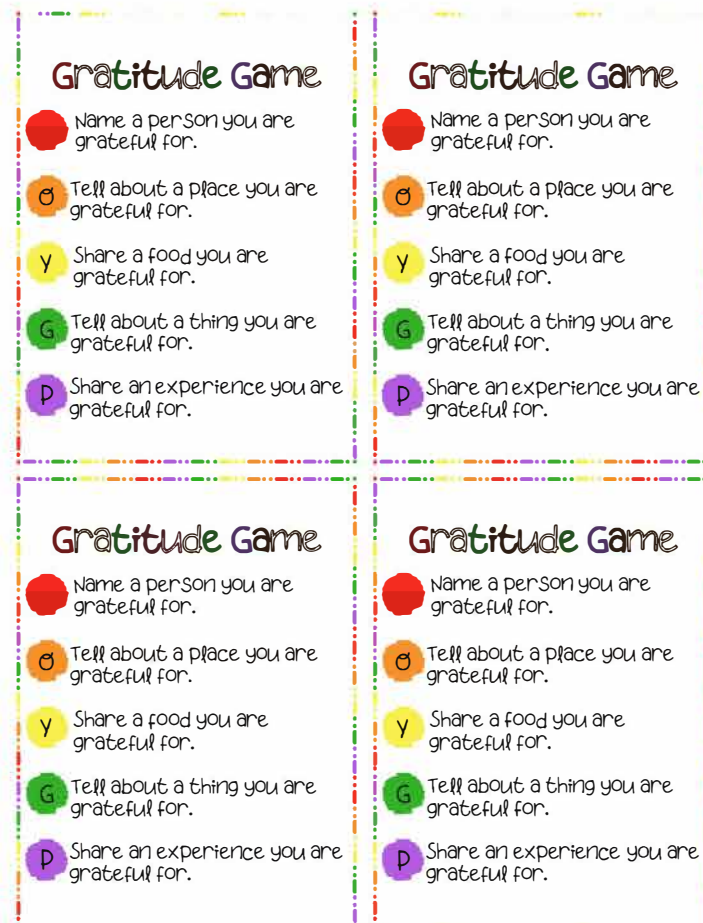 Gratitude Game
Name a person you are
grateful for.
O Tell about a place you are
grateful for.
Y Share a food you are
grateful for.
G Tell about a thing you are
grateful for.
P Share an experience you are
grateful for.
Gratitude Game
Name a person you are
grateful for.
O Tell about a place you are
grateful for.
Y Share a food you are
grateful for.
G Tell about a thing you are
grateful for.
P Share an experience you are
grateful for.
Gratitude Game
Name a person you are
grateful for.
O Tell about a place you are
grateful for.
Y Share a food you are
grateful for.
G Tell about a thing you are
grateful for.
P Share an experience you are
grateful for.
Gratitude Game
Name a person you are
grateful for.
O Tell about a place you are
grateful for.
Y Share a food you are
grateful for.
G Tell about a thing you are
grateful for.
P Share an experience you are
grateful for.